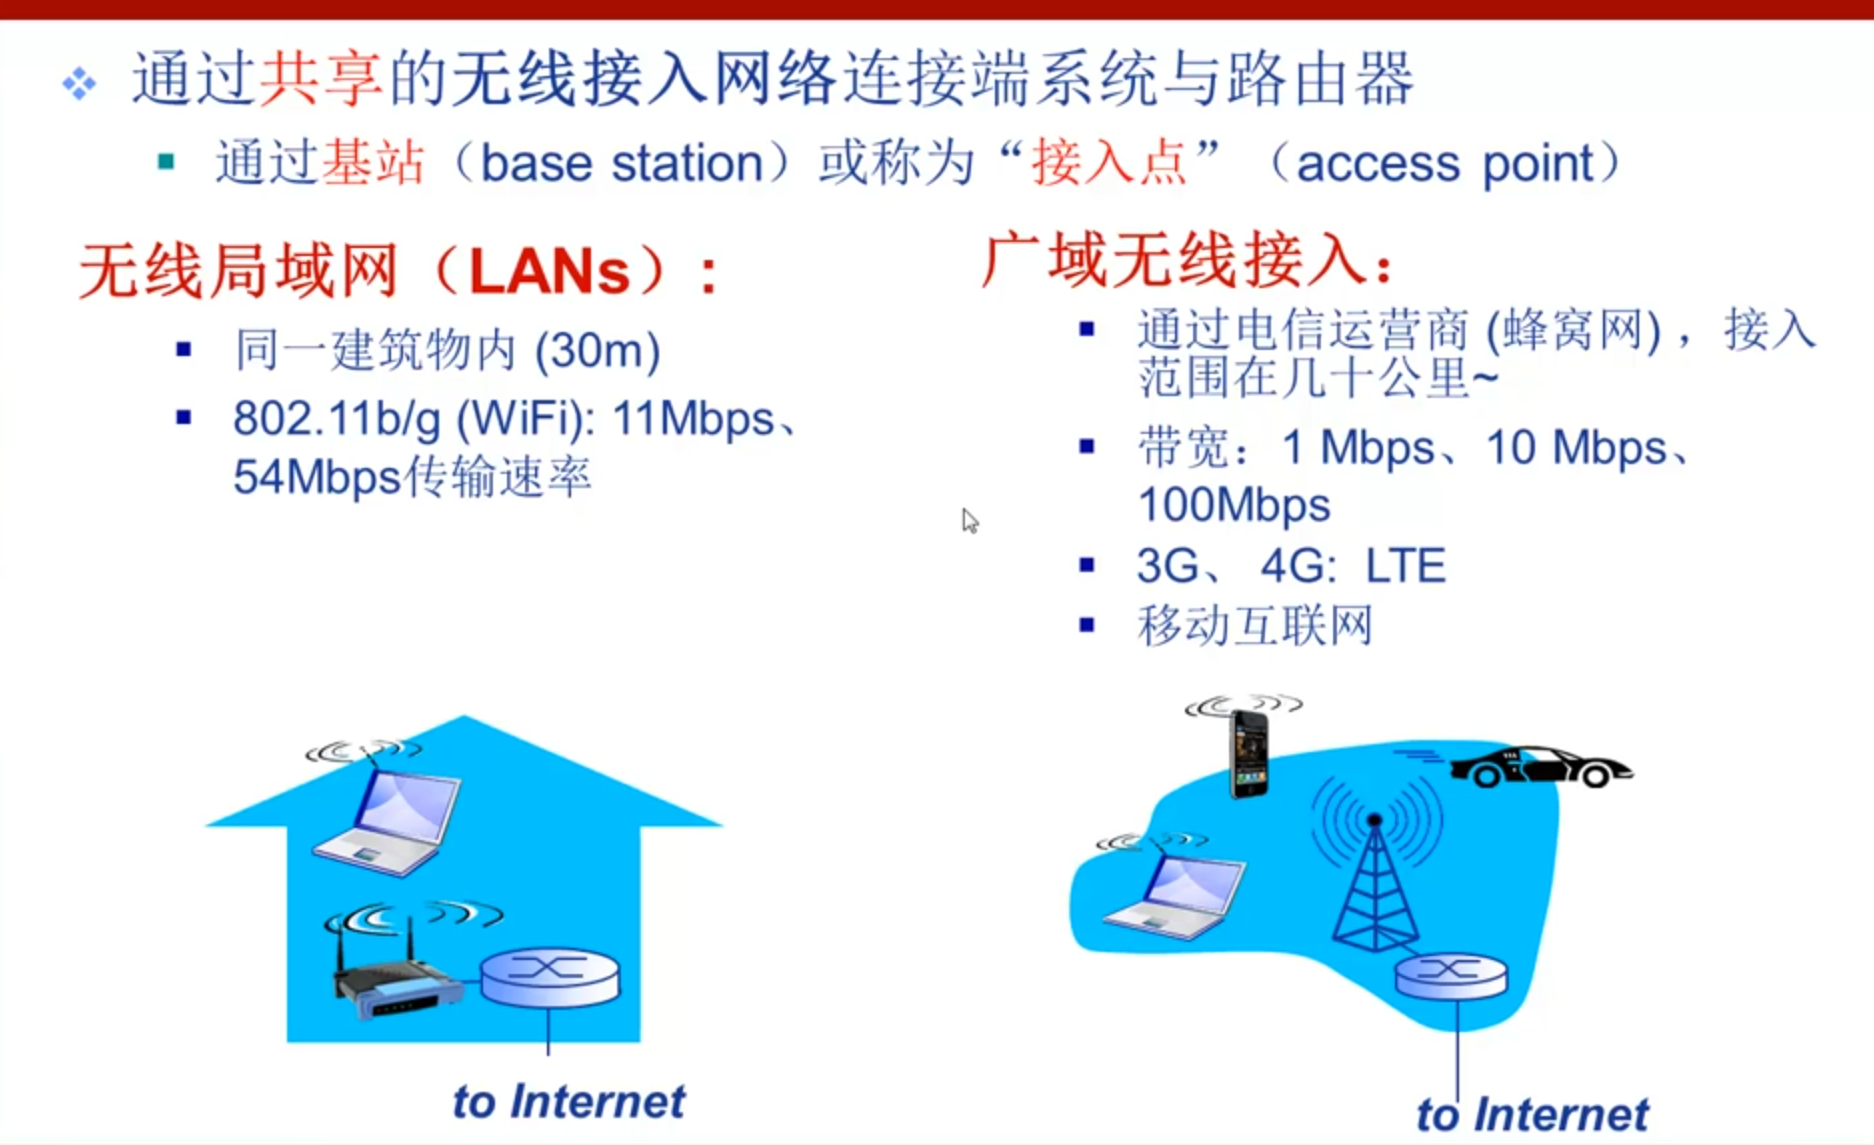 通过共享的无线接入网络连接端系统与路由器
通过基站（base station）或称为“接入点”（access point）
无线局域网（LANs）:
同一建筑物内 (30m)
802.11b/g (WiFi): 11Mbps、
54Mbps传输速率
广域无线接入：
通过电信运营商 (蜂窝网) ，接入
范围在几十公里~
带宽：1 Mbps、10 Mbps、
100Mbps
3G、 4G: LTE
移动互联网
to Internet
to Internet